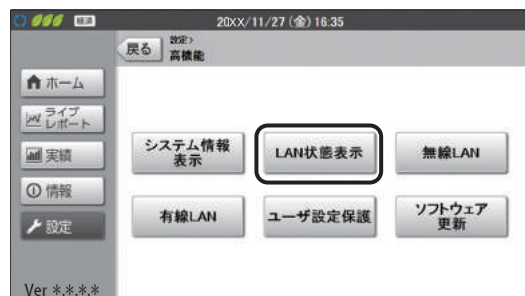 経済
20XX/11/27(金)16:35
戻る
設定>
高機能
ホーム
ライブ
レポート
実績
情報
設定
システム情報
表示
LAN状態表示
無線LAN
有線LAN
ユーザ設定保護
ソフトウェア
更新
Ver *.*.*.*